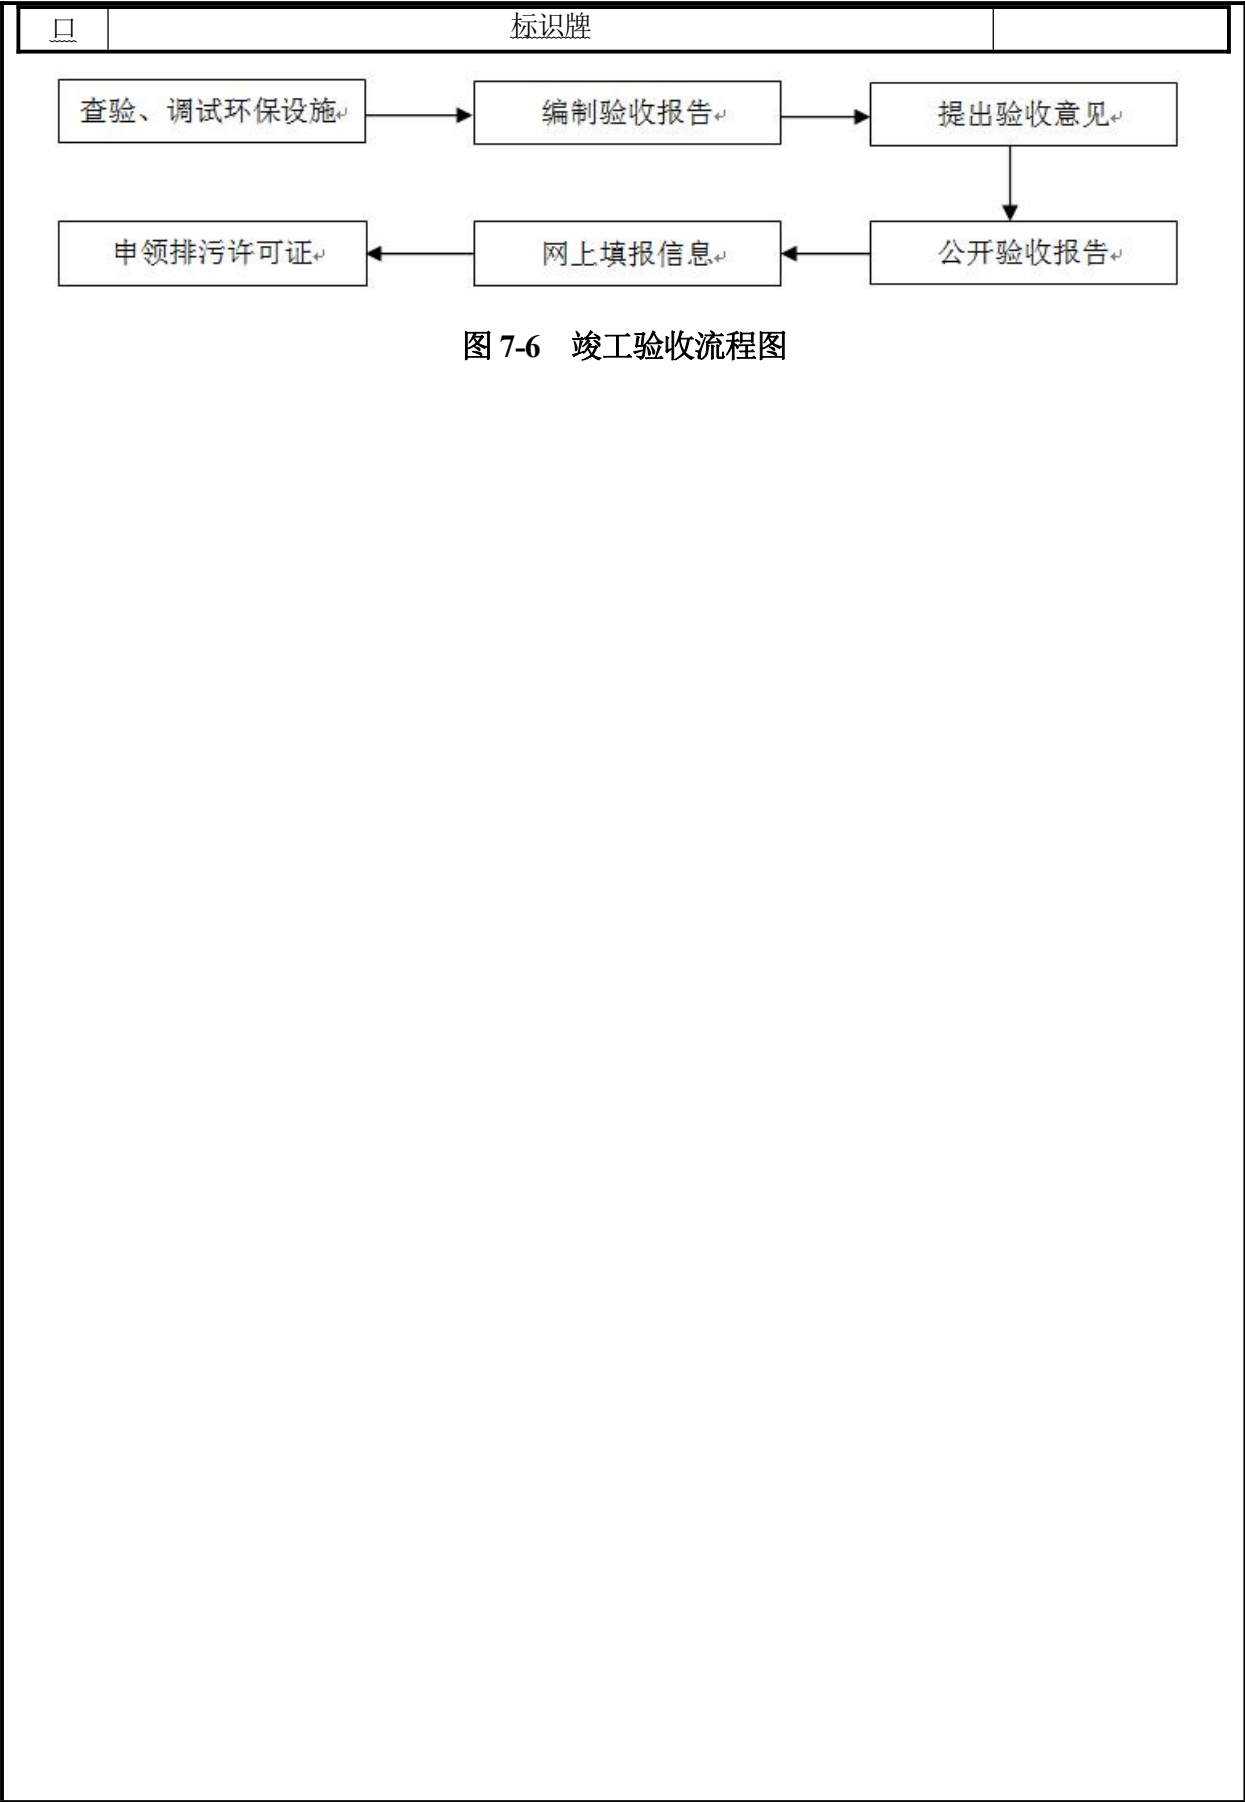 口 标识牌
查验、调试环保设施 编制验收报告 提出验收意见
申领排污许可证 网上填报信息 公开验收报告
图 7-6 竣工验收流程图